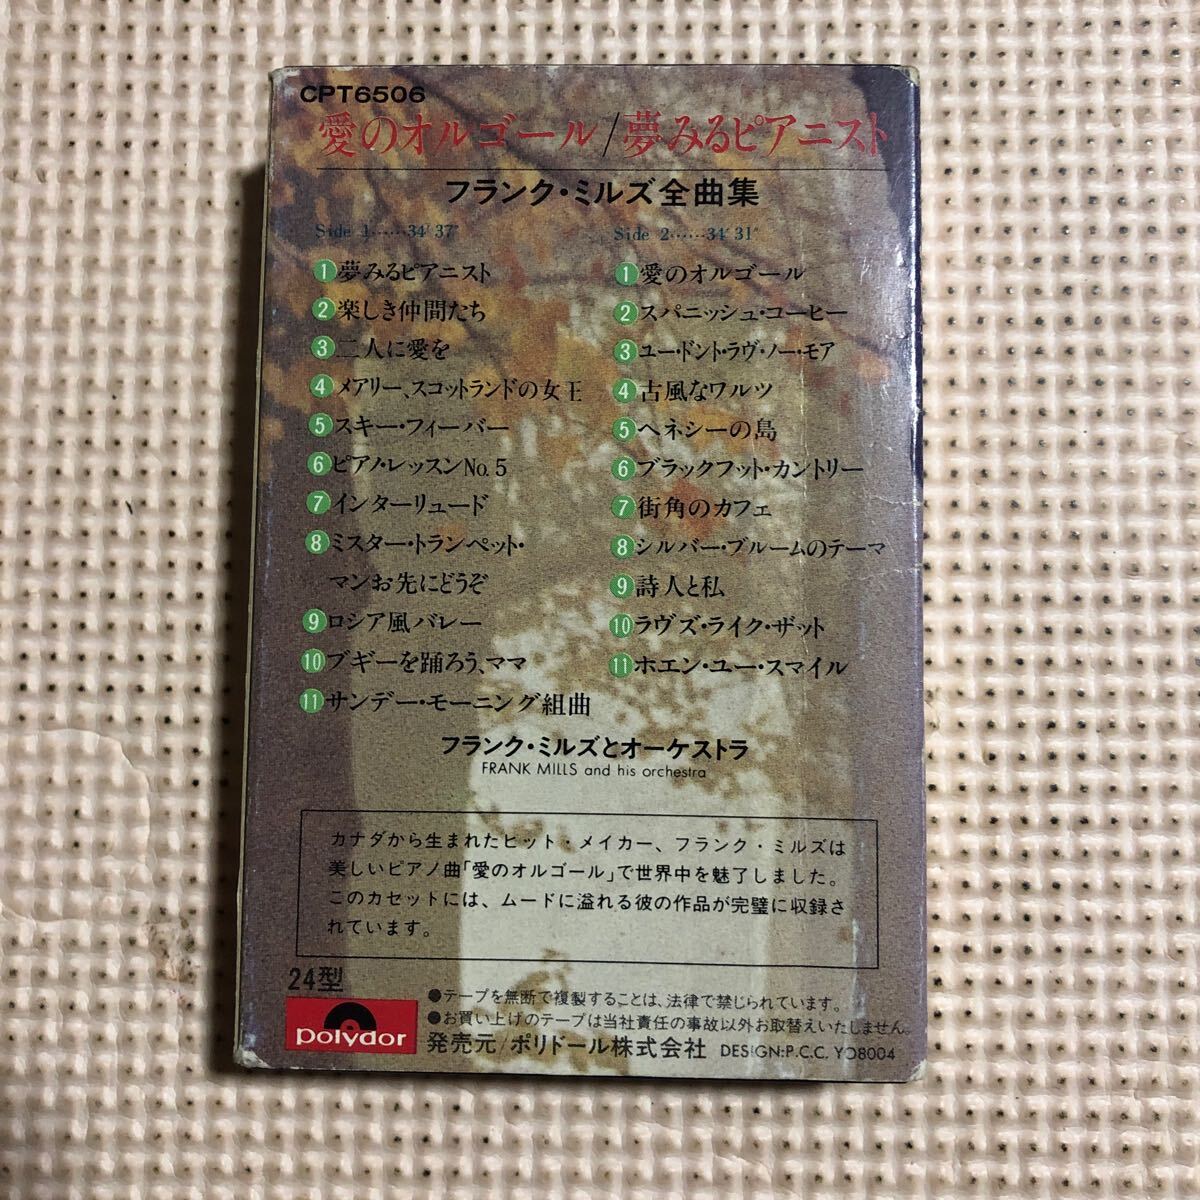 CPT6506
愛のオルゴール/夢みるピアニスト
フランク・ミルズ全曲集
Side 1……34′37″
1 夢みるピアニスト
2 楽しき仲間たち
3 二人に愛を
4 メアリー、スコットランドの女王
5 スキー・フィーバー
6 ピアノ・レッスンNo.5
7 インターリュード
8 ミスター・トランペット・
マンお先にどうぞ
9 ロシア風バレー
10 ブギーを踊ろう、ママ
11 サンデー・モーニング組曲
Side 2……34′31″
1 愛のオルゴール
2 スパニッシュ・コーヒー
3 ユー・ドント・ラヴ・ノー・モア
4 古風なワルツ
5 ヘネシーの島
6 ブラックフット・カントリー
7 街角のカフェ
8 シルバー・ブルームのテーマ
9 詩人と私
10 ラヴズ・ライク・ザット
11 ホエン・ユー・スマイル
フランク・ミルズとオーケストラ
FRANK MILLS and his orchestra
カナダから生まれたヒット・メイカー、フランク・ミルズは
美しいピアノ曲「愛のオルゴール」で世界中を魅了しました。
このカセットには、ムードに溢れる彼の作品が完璧に収録さ
れています。
24型
polydor
●テープを無断で複製することは、法律で禁じられています。
●お買い上げのテープは当社責任の事故以外お取替えいたしません。
発売元/ポリドール株式会社 DESIGN:P.C.C. YO8004